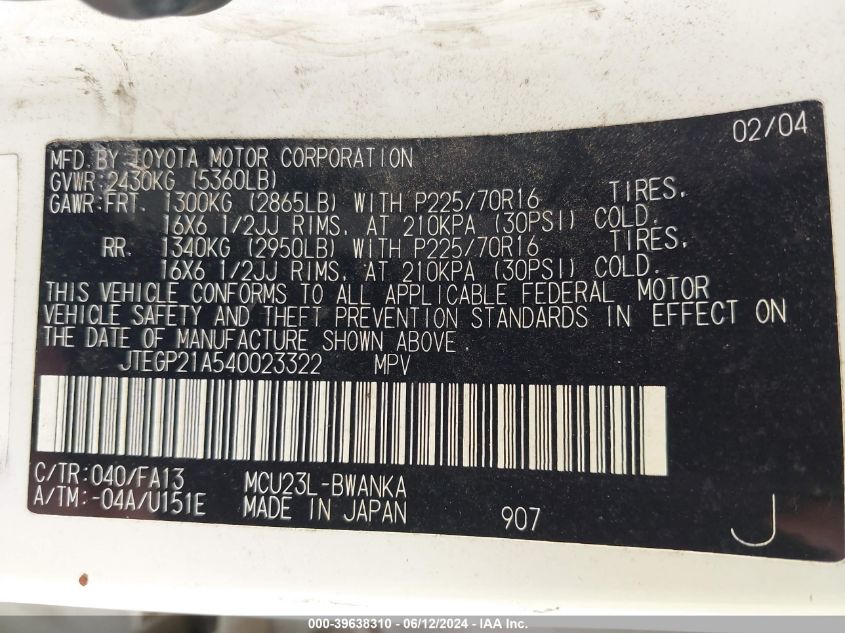 02/04
MFD.BY TOYOTA MOTOR CORPORATION
GVWR:2430KG (5360LB)
GAWR:FRT. 1300KG (2865LB) WITH P225/70R16 TIRES,
16X6 1/2JJ RIMS, AT 210KPA (30PSI) COLD.
RR. 1340KG (2950LB) WITH P225/70R16 TIRES,
16X6 1/2JJ RIMS, AT 210KPA (30PSI) COLD.
THIS VEHICLE CONFORMS TO ALL APPLICABLE FEDERAL MOTOR
VEHICLE SAFETY AND THEFT PREVENTION STANDARDS IN EFFECT ON
THE DATE OF MANUFACTURE SHOWN ABOVE.
JTEGP21A540023322 MPV
C/TR:040/FA13 MCU23L-BWANKA
A/TM:-04A/U151E MADE IN JAPAN 907 J
000-39638310 - 06/12/2024 - IAA Inc.